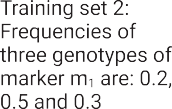 Training set 2:
Frequencies of
three genotypes of
marker m₁ are: 0.2,
0.5 and 0.3